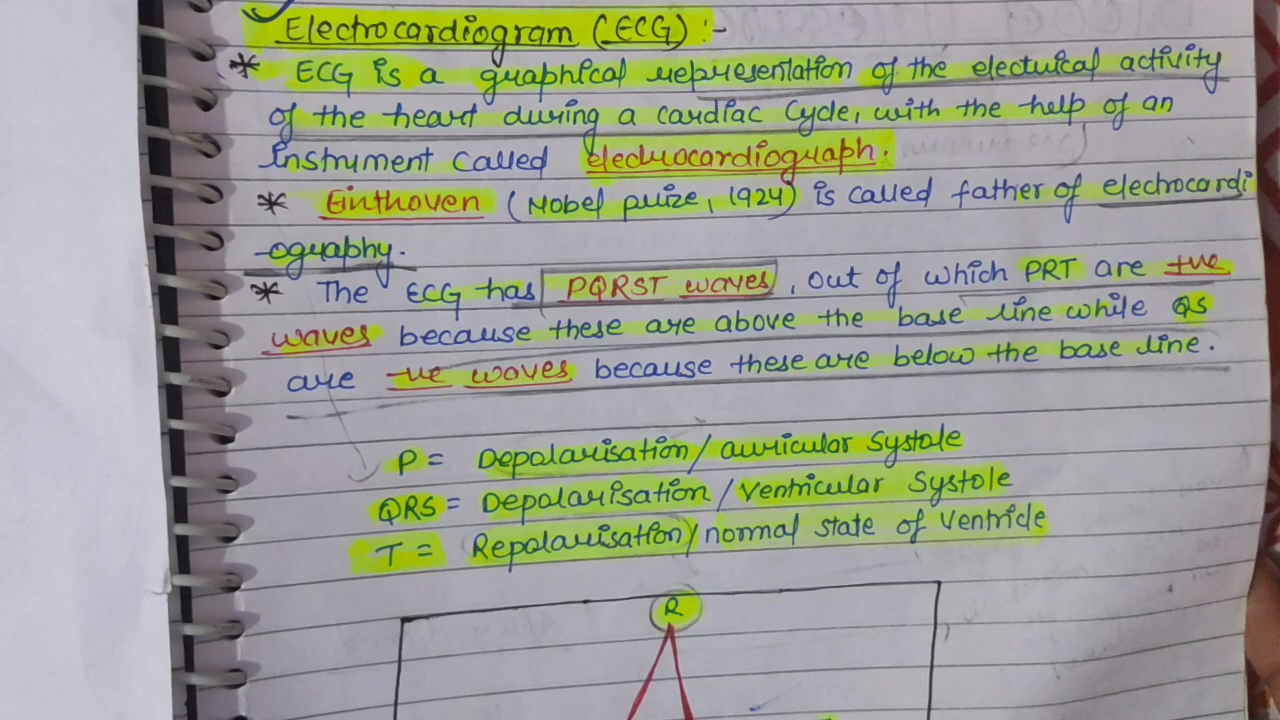 Electrocardiogram (ECG) :-
* ECG is a graphical representation of the electrical activity
of the heart during a cardiac Cycle, with the help of an
instrument called electrocardiograph.
* Einthoven (Nobel prize, 1924) is called father of electrocardi
-ography.
* The ECG has PQRST waves, out of which PRT are +ve
waves because these are above the base line while QS
are -ve waves because these are below the base line.
P = Depolarisation/auricular Systole
QRS = Depolarisation/Ventricular Systole
T = Repolarisation/normal state of Ventricle
R